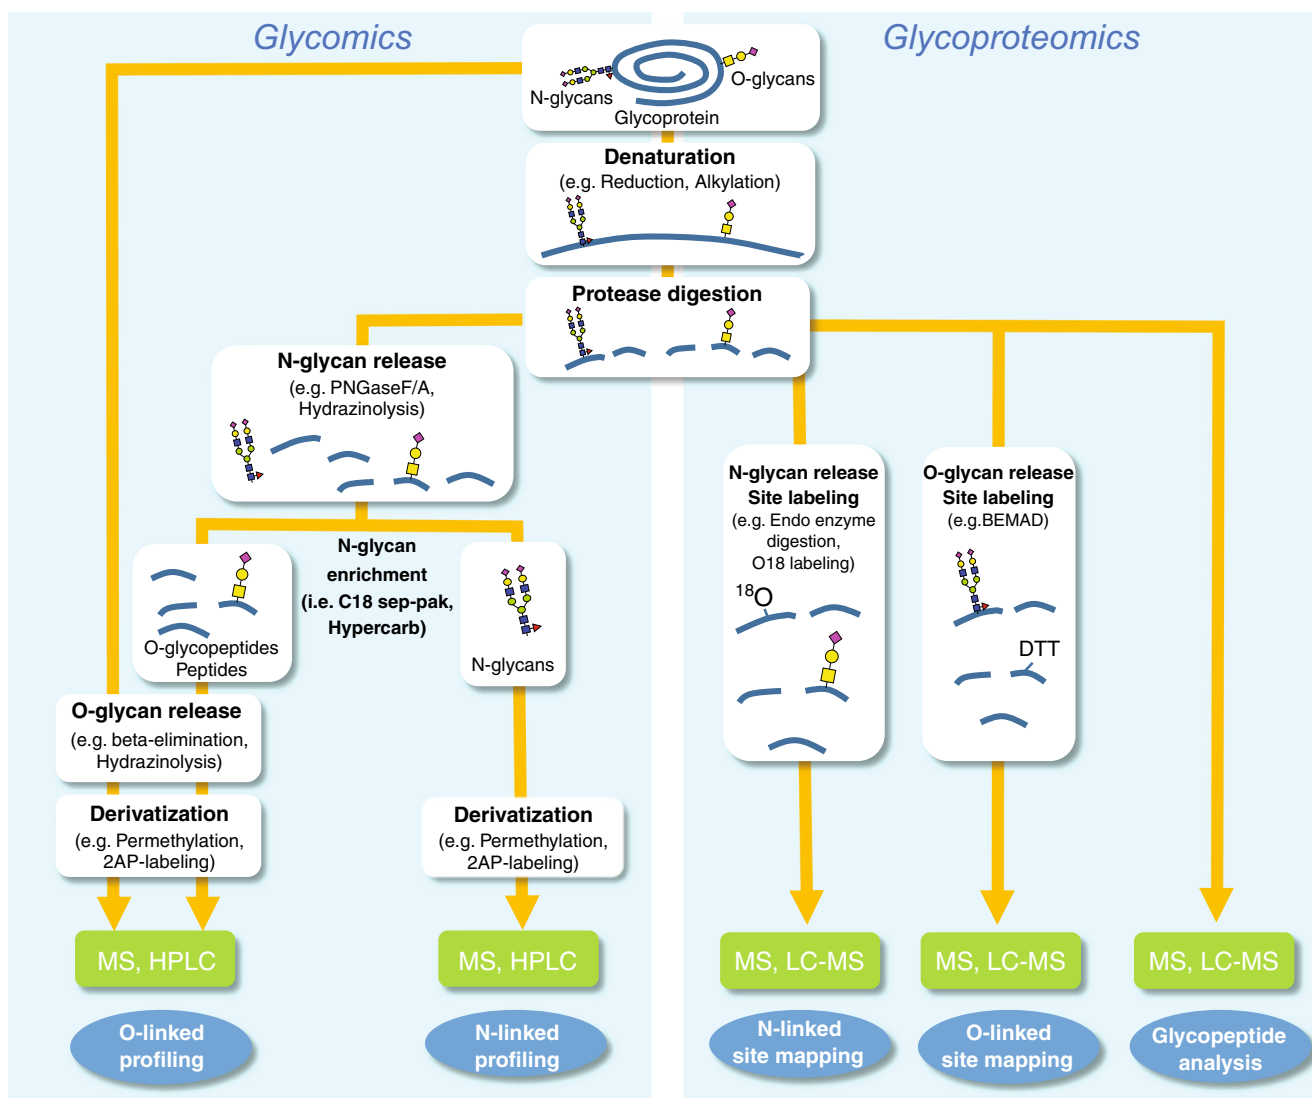 Glycomics
Glycoproteomics
N-glycans
O-glycans
Glycoprotein
Denaturation
(e.g. Reduction, Alkylation)
Protease digestion
N-glycan release
(e.g. PNGaseF/A,
Hydrazinolysis)
N-glycan
enrichment
(i.e. C18 sep-pak,
Hypercarb)
O-glycopeptides
Peptides
N-glycans
O-glycan release
(e.g. beta-elimination,
Hydrazinolysis)
Derivatization
(e.g. Permethylation,
2AP-labeling)
Derivatization
(e.g. Permethylation,
2AP-labeling)
N-glycan release
Site labeling
(e.g. Endo enzyme
digestion,
O18 labeling)
¹⁸O
O-glycan release
Site labeling
(e.g.BEMAD)
DTT
MS, HPLC
MS, HPLC
MS, LC-MS
MS, LC-MS
MS, LC-MS
O-linked
profiling
N-linked
profiling
N-linked
site mapping
O-linked
site mapping
Glycopeptide
analysis